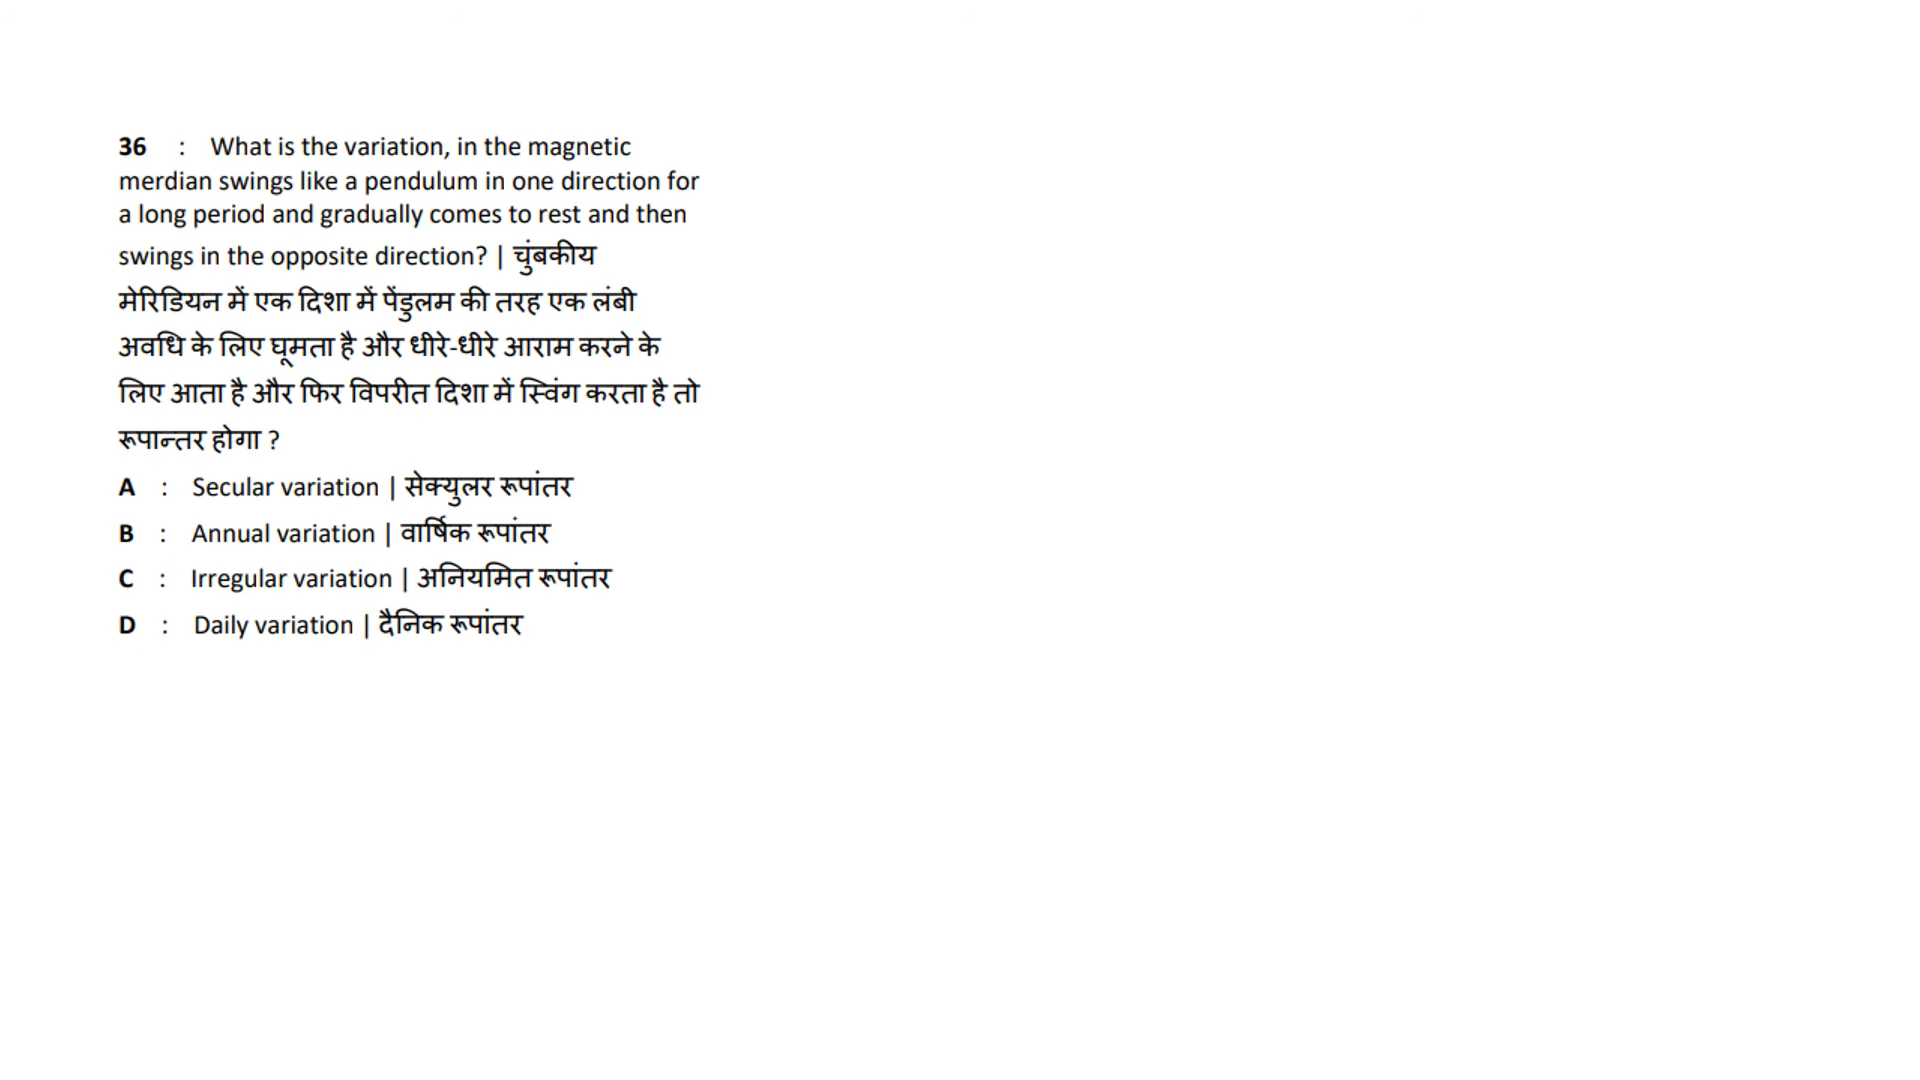 36 : What is the variation, in the magnetic
merdian swings like a pendulum in one direction for
a long period and gradually comes to rest and then
swings in the opposite direction? | चुंबकीय
मेरिडियन में एक दिशा में पेंडुलम की तरह एक लंबी
अवधि के लिए घूमता है और धीरे-धीरे आराम करने के
लिए आता है और फिर विपरीत दिशा में स्विंग करता है तो
रूपान्तर होगा ?
A : Secular variation | सेक्युलर रूपांतर
B : Annual variation | वार्षिक रूपांतर
C : Irregular variation | अनियमित रूपांतर
D : Daily variation | दैनिक रूपांतर